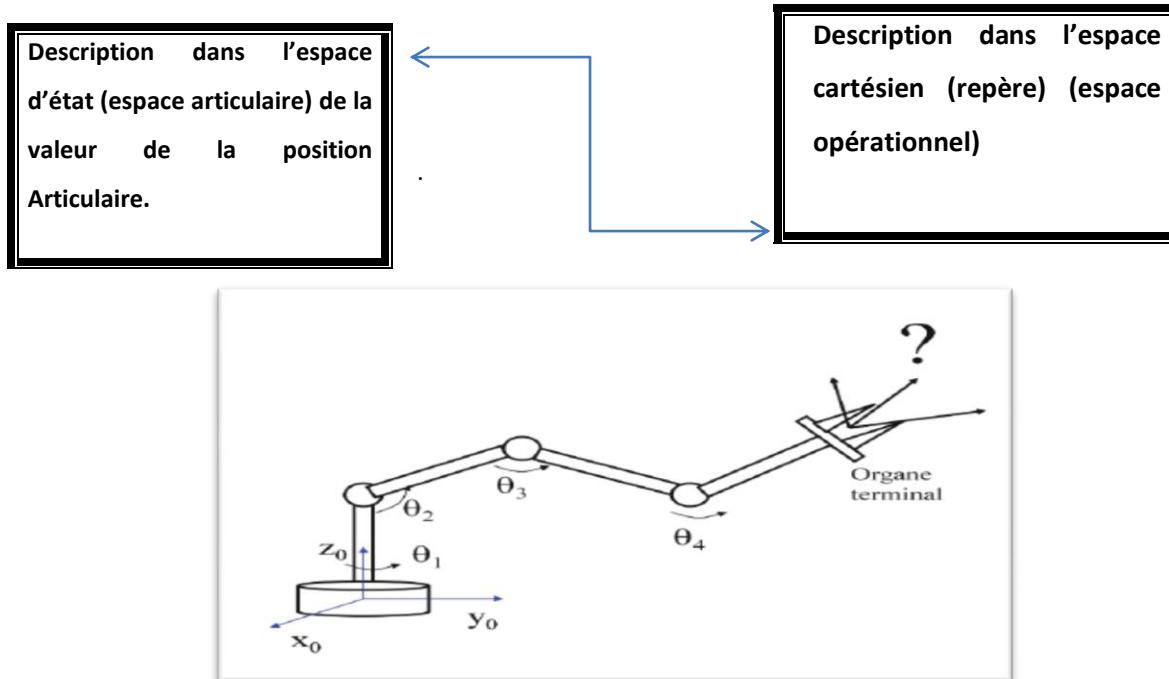 Description dans l’espace
d’état (espace articulaire) de la
valeur de la position
Articulaire.
Description dans l’espace
cartésien (repère) (espace
opérationnel)
.
?
Organe
terminal
θ3
θ2
θ4
z0
θ1
y0
x0